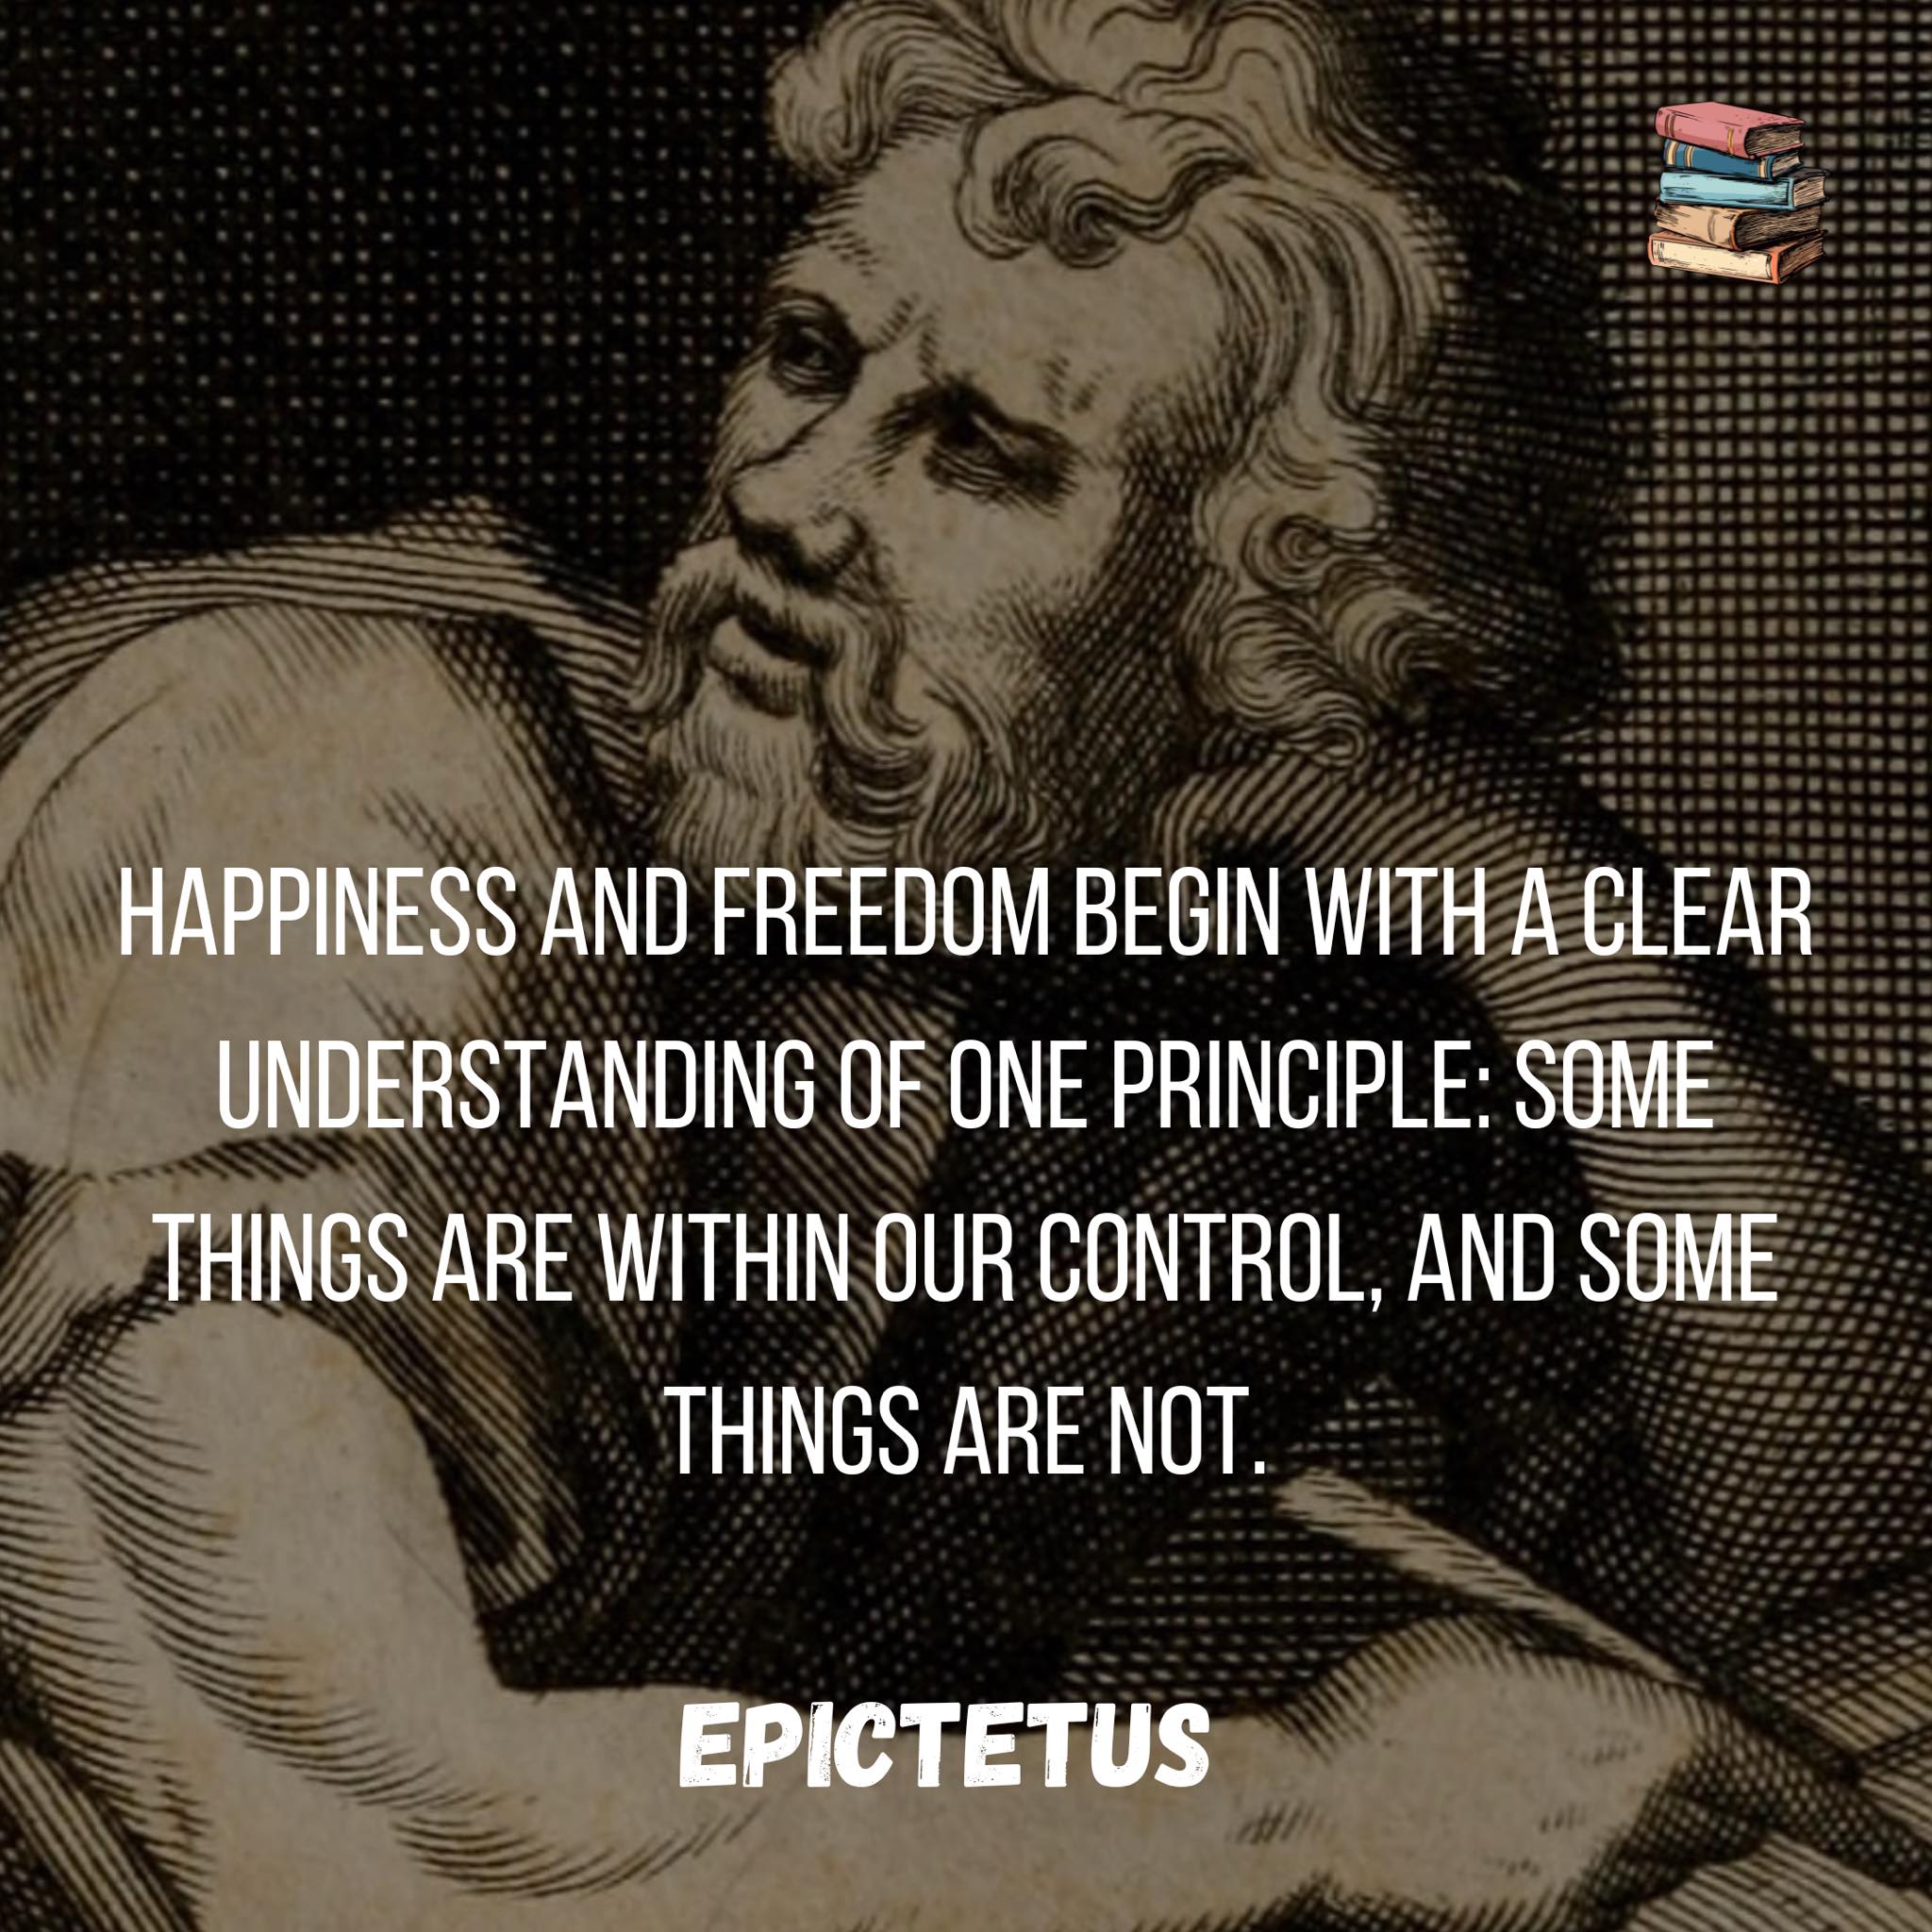 HAPPINESS AND FREEDOM BEGIN WITH A CLEAR
UNDERSTANDING OF ONE PRINCIPLE: SOME
THINGS ARE WITHIN OUR CONTROL, AND SOME
THINGS ARE NOT.
EPICTETUS